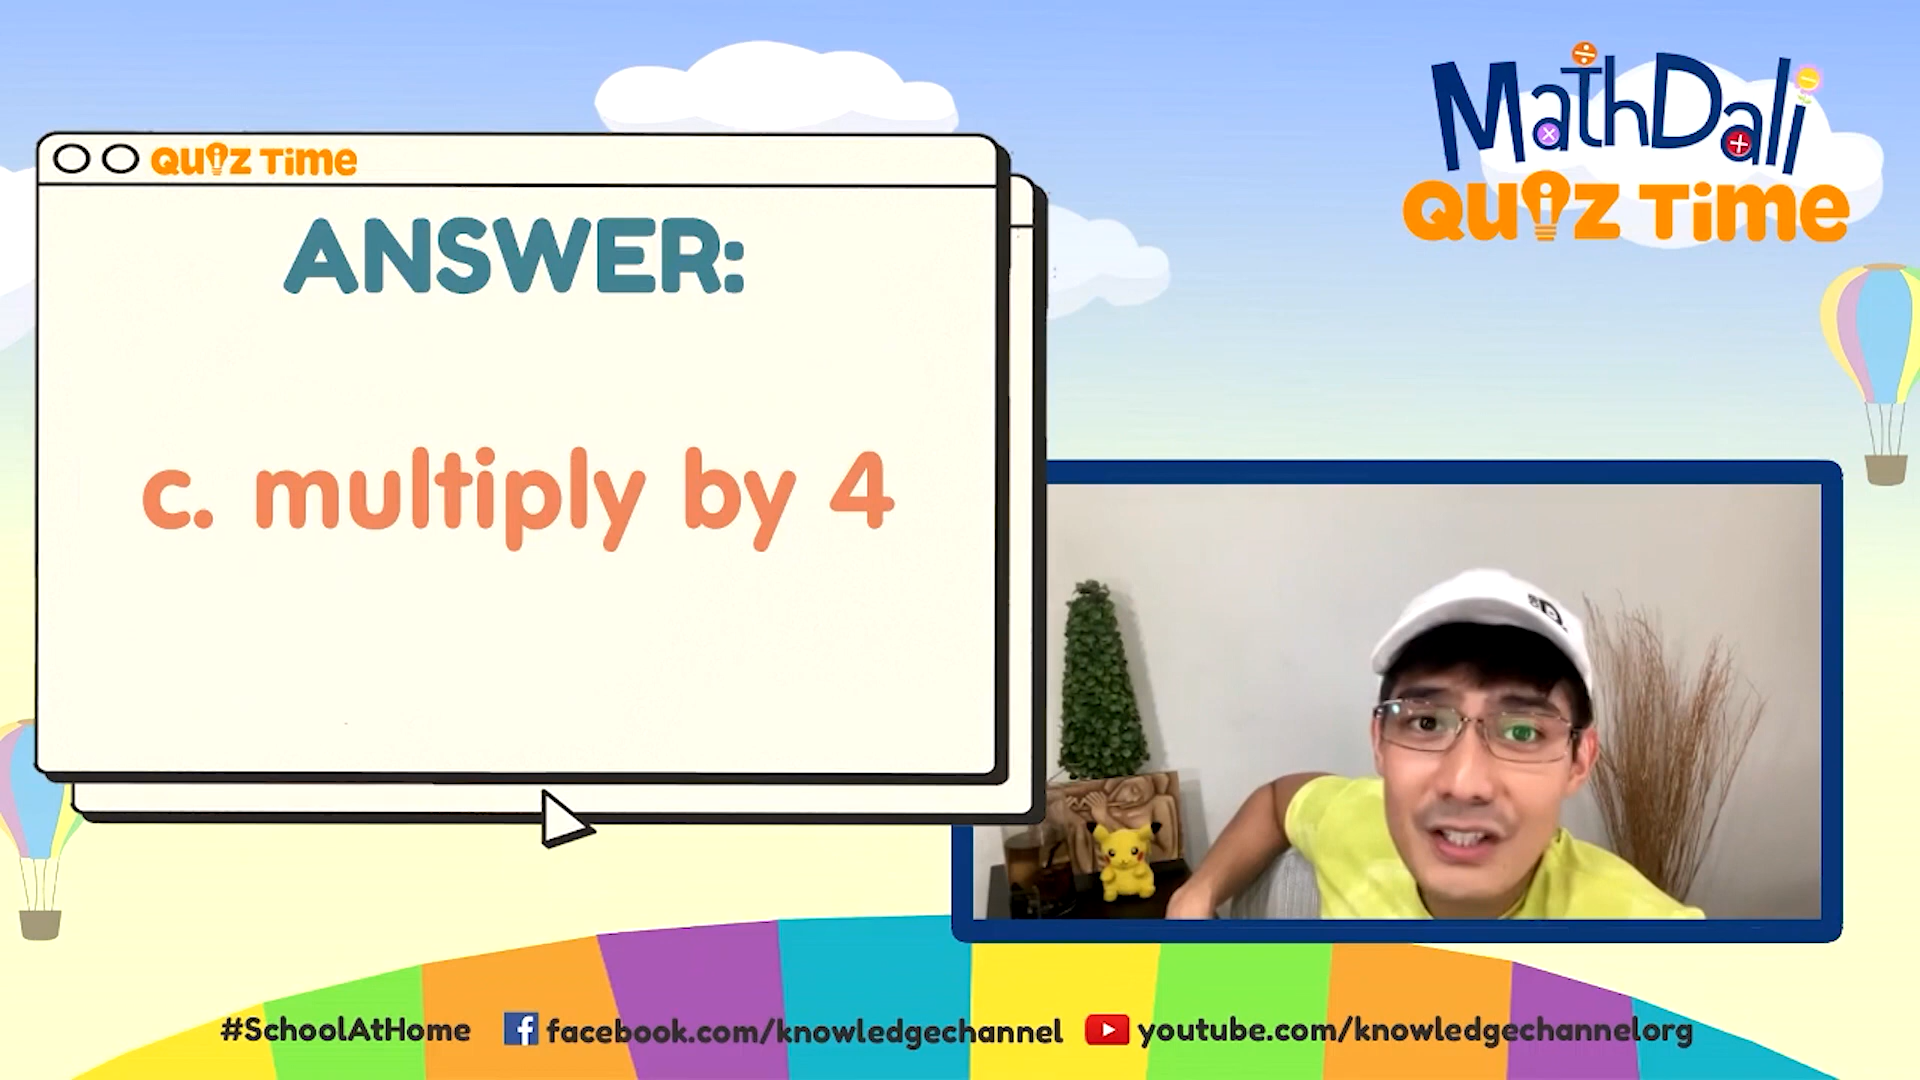 MathDali
QUIZ TIME
QUIZ TIME
ANSWER:
c. multiply by 4
#SchoolAtHome
facebook.com/knowledgechannel
youtube.com/knowledgechannelorg